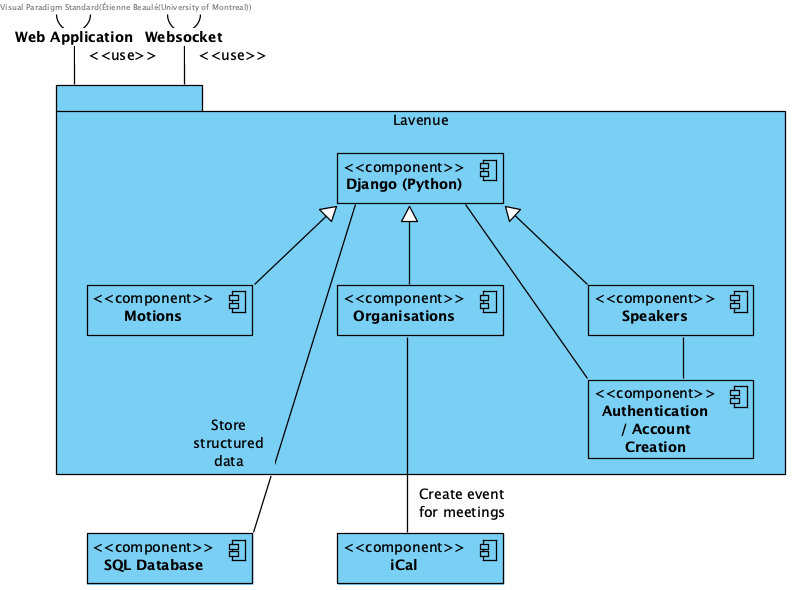 Visual Paradigm Standard(Étienne Beaulé(University of Montreal))
Web Application
Websocket
<<use>>
<<use>>
Lavenue
<<component>>
Django (Python)
<<component>>
Motions
<<component>>
Organisations
<<component>>
Speakers
<<component>>
Authentication
/ Account
Creation
Store
structured
data
Create event
for meetings
<<component>>
SQL Database
<<component>>
iCal